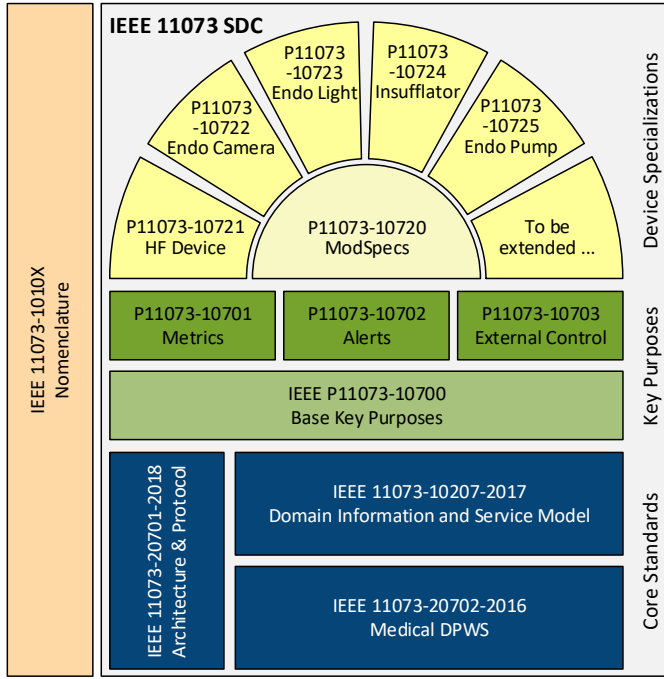 IEEE 11073 SDC
IEEE 11073-1010X
Nomenclature
P11073
-10723
Endo Light
P11073
-10724
Insufflator
P11073
-10722
Endo Camera
P11073
-10725
Endo Pump
P11073-10721
HF Device
P11073-10720
ModSpecs
To be
extended ...
Device Specializations
P11073-10701
Metrics
P11073-10702
Alerts
P11073-10703
External Control
IEEE P11073-10700
Base Key Purposes
Key Purposes
IEEE 11073-20701-2018
Architecture & Protocol
IEEE 11073-10207-2017
Domain Information and Service Model
IEEE 11073-20702-2016
Medical DPWS
Core Standards